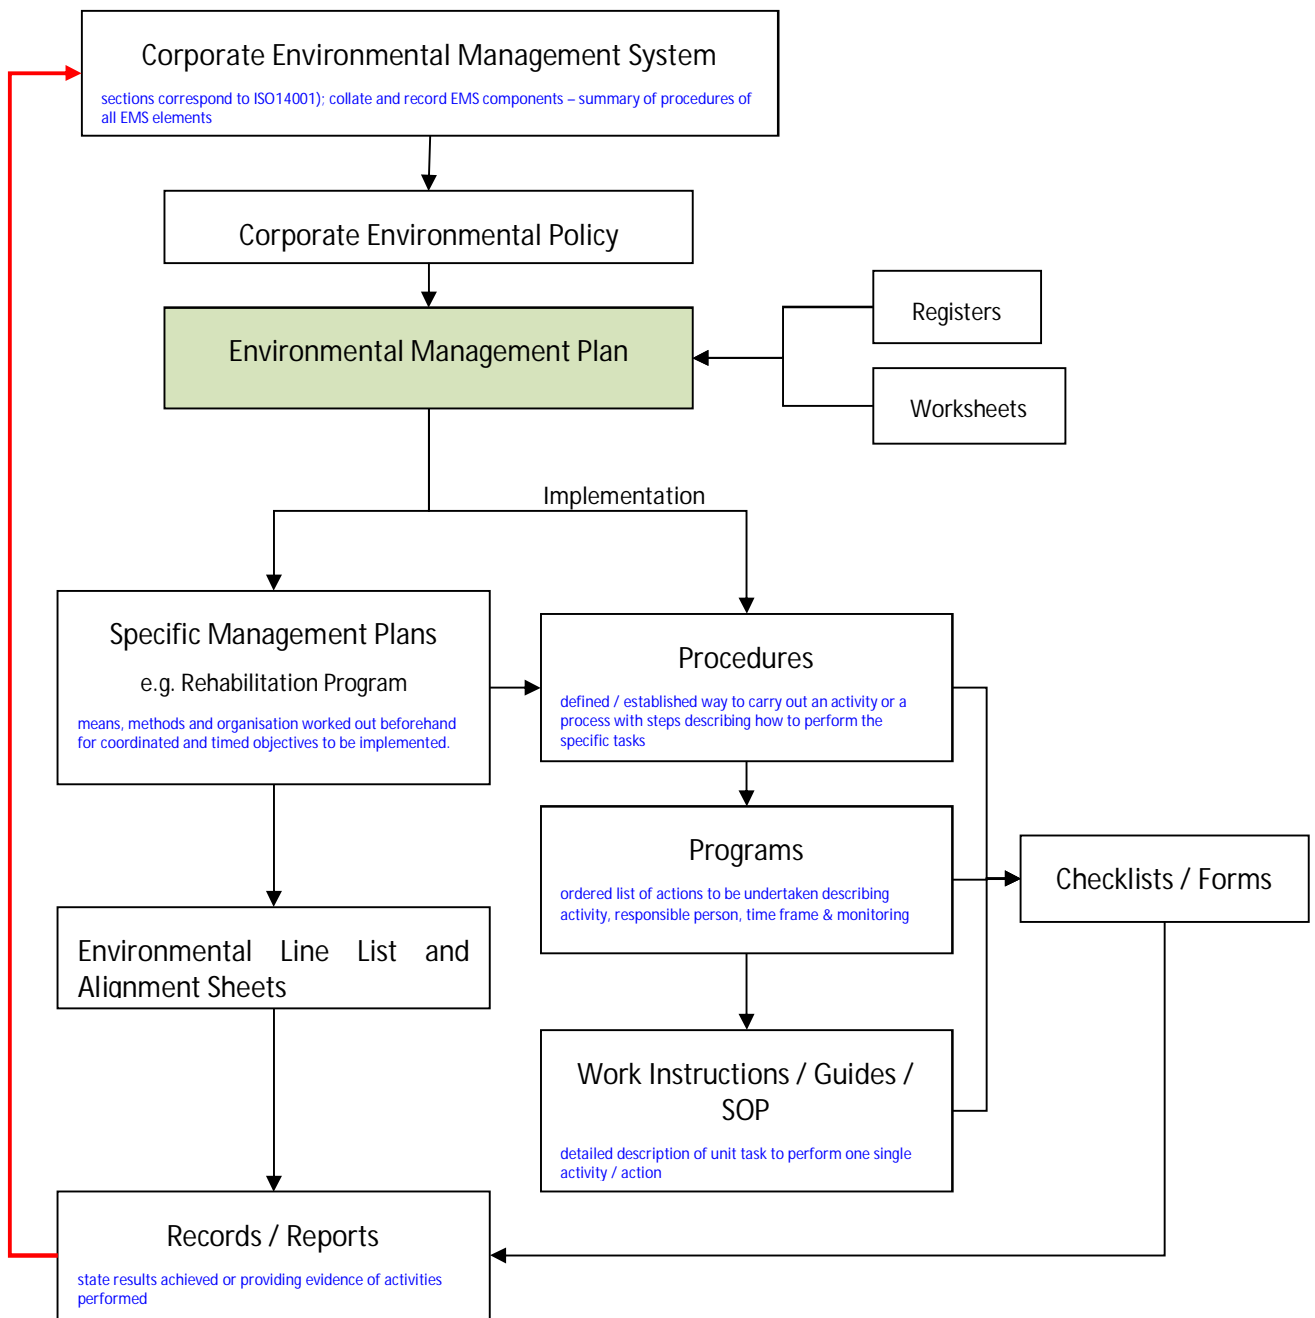 Corporate Environmental Management System
sections correspond to ISO14001); collate and record EMS components – summary of procedures of
all EMS elements
Corporate Environmental Policy
Registers
Environmental Management Plan
Worksheets
Implementation
Specific Management Plans
e.g. Rehabilitation Program
means, methods and organisation worked out beforehand
for coordinated and timed objectives to be implemented.
Procedures
defined / established way to carry out an activity or a
process with steps describing how to perform the
specific tasks
Programs
ordered list of actions to be undertaken describing
activity, responsible person, time frame & monitoring
Checklists / Forms
Environmental Line List and
Alignment Sheets
Work Instructions / Guides /
SOP
detailed description of unit task to perform one single
activity / action
Records / Reports
state results achieved or providing evidence of activities
performed